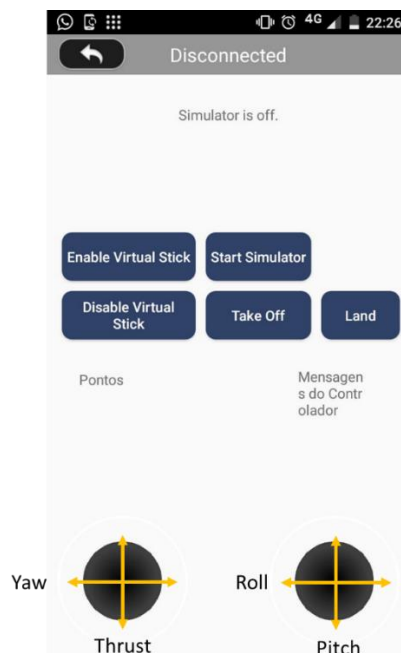 4G 22:26
Disconnected
Simulator is off.
Enable Virtual Stick Start Simulator
Disable Virtual
Stick
Take Off
Land
Pontos
Mensagen
s do Contr
olador
Yaw
Roll
Thrust
Pitch